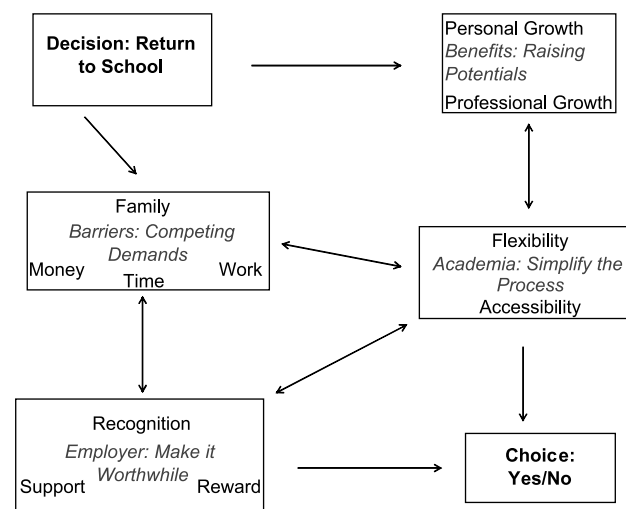 Decision: Return
to School
Personal Growth
Benefits: Raising
Potentials
Professional Growth
Family
Barriers: Competing
Demands
Money
Time
Work
Flexibility
Academia: Simplify the
Process
Accessibility
Recognition
Employer: Make it
Worthwhile
Support
Reward
Choice:
Yes/No